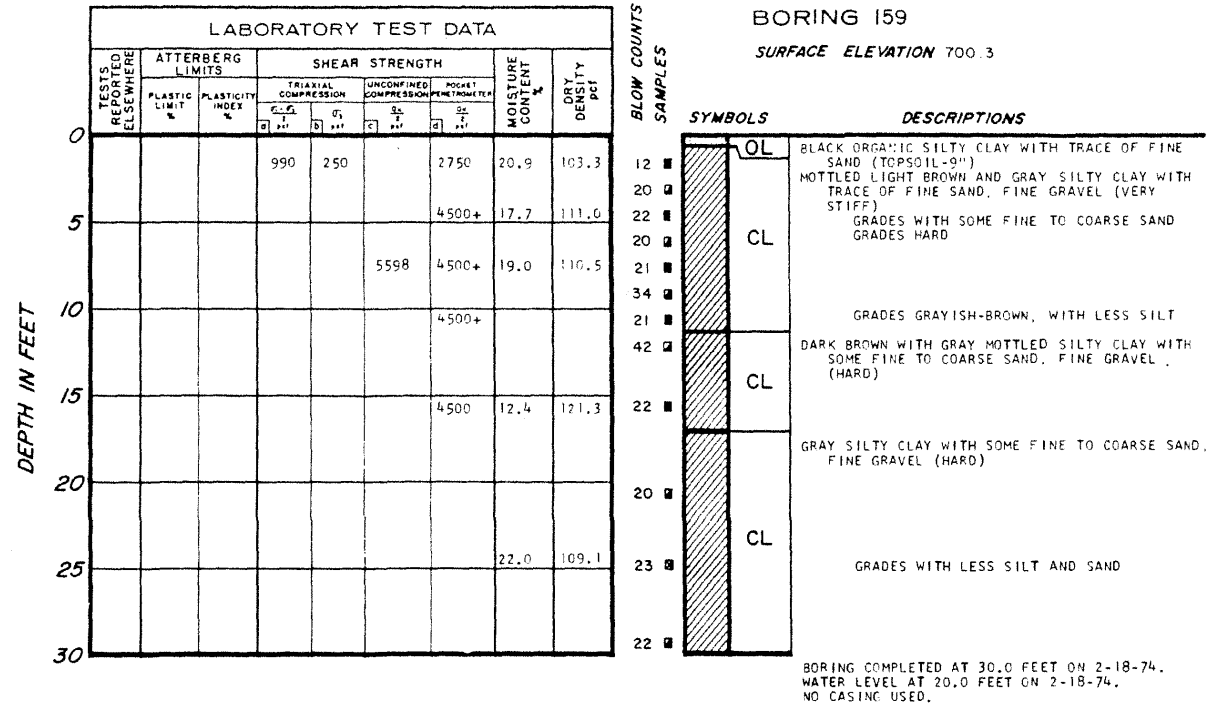 LABORATORY TEST DATA
TESTS REPORTED ELSEWHERE
ATTERBERG LIMITS
PLASTIC LIMIT %
PLASTICITY INDEX %
SHEAR STRENGTH
TRIAXIAL COMPRESSION
UNCONFINED COMPRESSION
POCKET PENETROMETER
a psf
b psf
c psf
d psf
MOISTURE CONTENT %
DRY DENSITY pcf
BLOW COUNTS
SAMPLES
BORING 159
SURFACE ELEVATION 700.3
SYMBOLS
DESCRIPTIONS
DEPTH IN FEET
0
5
10
15
20
25
30
990 250 2750 20.9 103.3
4500+ 17.7 111.0
5598 4500+ 19.0 110.5
4500+
4500 12.4 121.3
22.0 109.1
12
20
22
20
21
34
21
42
22
20
23
22
OL
CL
CL
CL
BLACK ORGANIC SILTY CLAY WITH TRACE OF FINE
SAND (TOPSOIL-9")
MOTTLED LIGHT BROWN AND GRAY SILTY CLAY WITH
TRACE OF FINE SAND, FINE GRAVEL (VERY
STIFF)
GRADES WITH SOME FINE TO COARSE SAND
GRADES HARD
GRADES GRAYISH-BROWN, WITH LESS SILT
DARK BROWN WITH GRAY MOTTLED SILTY CLAY WITH
SOME FINE TO COARSE SAND, FINE GRAVEL.
(HARD)
GRAY SILTY CLAY WITH SOME FINE TO COARSE SAND,
FINE GRAVEL (HARD)
GRADES WITH LESS SILT AND SAND
BORING COMPLETED AT 30.0 FEET ON 2-18-74.
WATER LEVEL AT 20.0 FEET ON 2-18-74.
NO CASING USED.